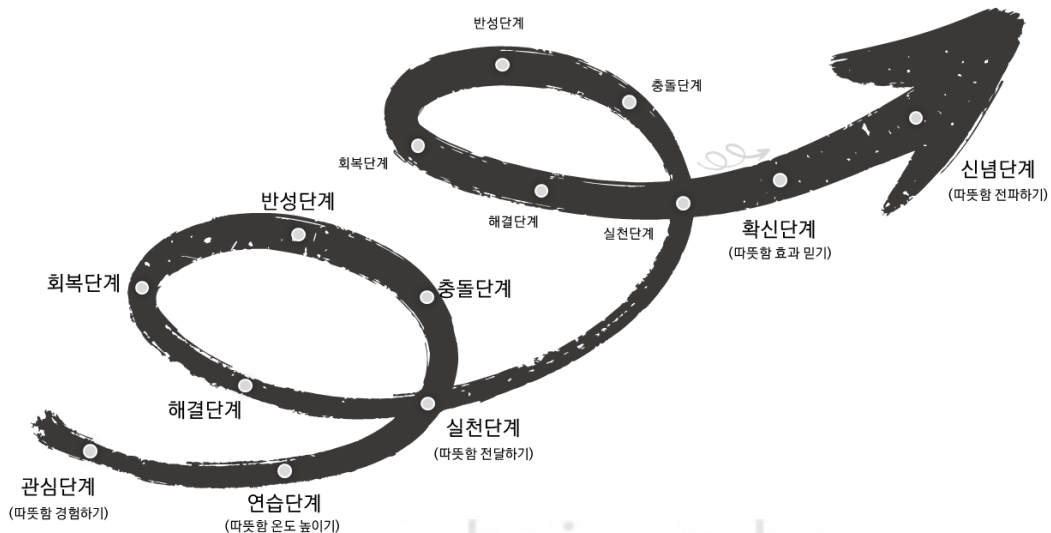 반성단계
충돌단계
회복단계
해결단계
실천단계
신념단계
(따뜻함 전파하기)
확신단계
(따뜻함 효과 믿기)
반성단계
회복단계
충돌단계
해결단계
실천단계
(따뜻함 전달하기)
관심단계
(따뜻함 경험하기)
연습단계
(따뜻함 온도 높이기)